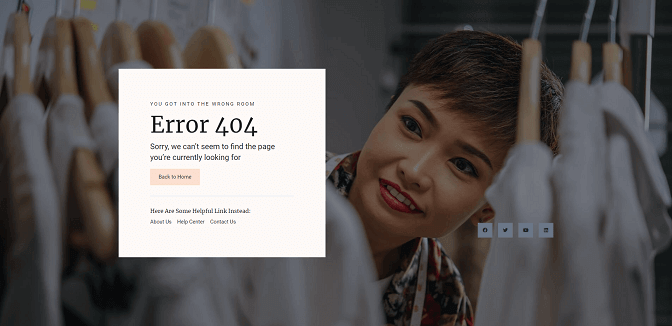 YOU GOT INTO THE WRONG ROOM
Error 404
Sorry, we can't seem to find the page
you're currently looking for
Back to Home
Here Are Some Helpful Link Instead:
About Us Help Center Contact Us